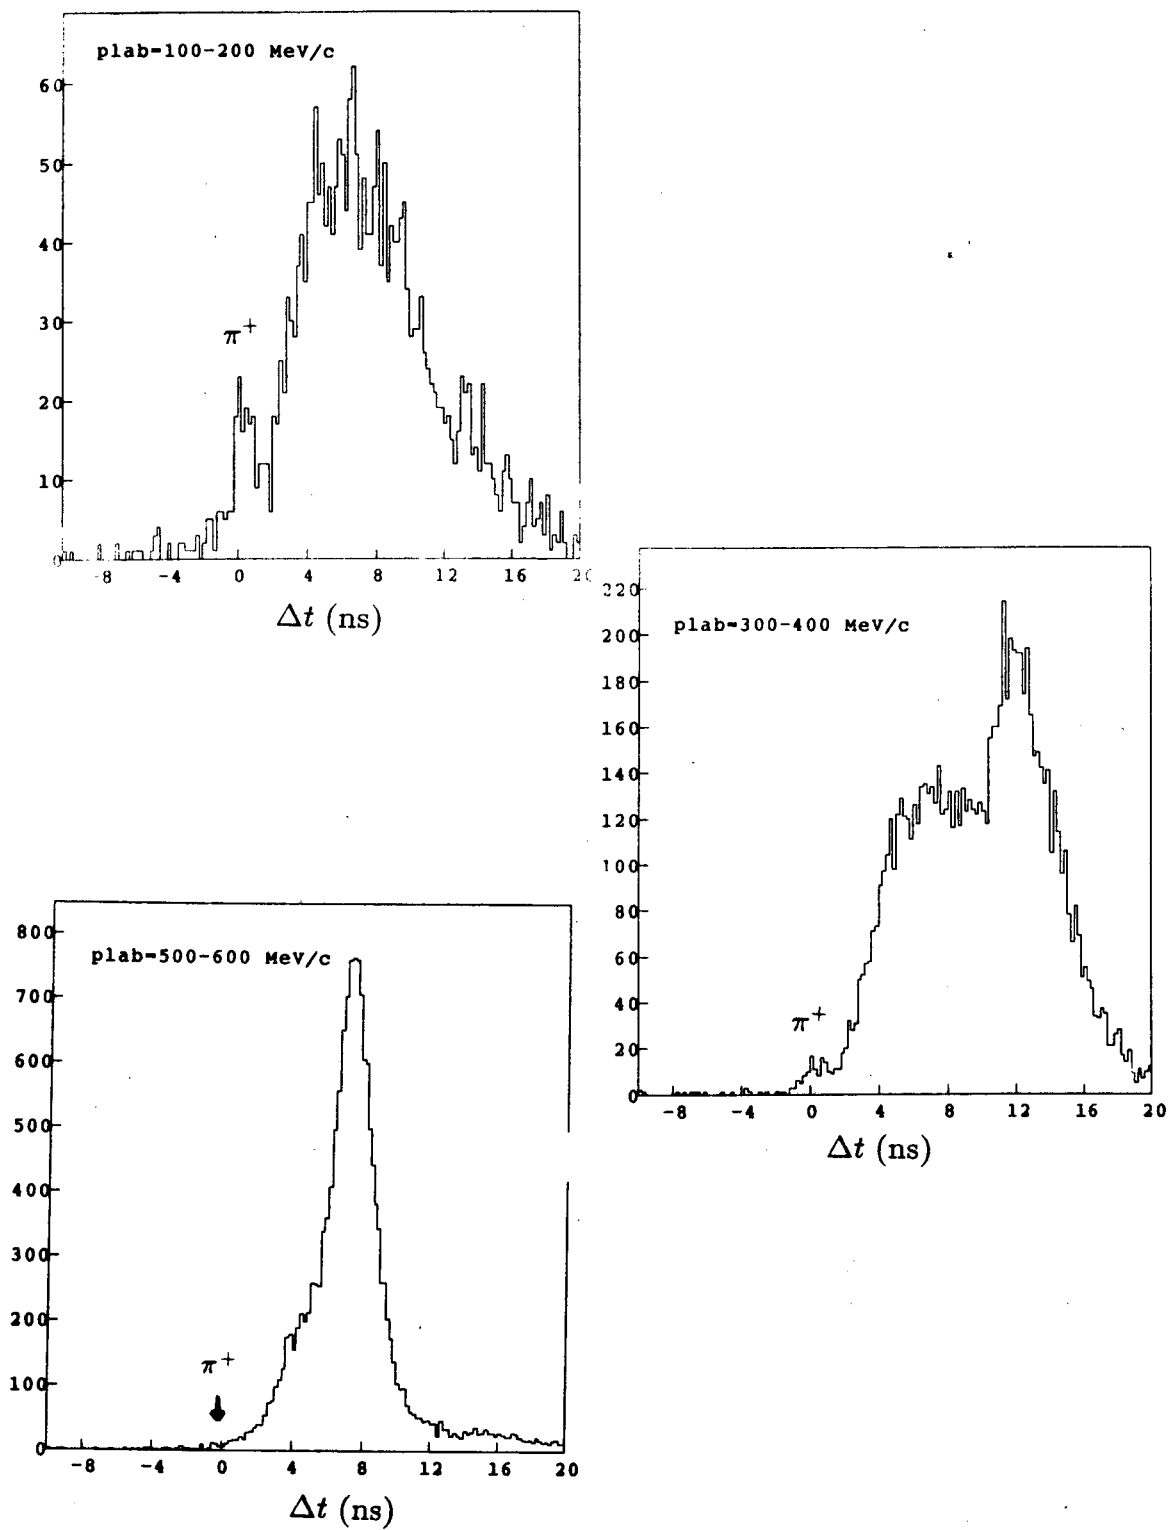 plab=100-200 MeV/c
60
50
40
30
20
10
0
π+
-8 -4 0 4 8 12 16 20
Δt (ns)
plab=300-400 MeV/c
220
200
180
160
140
120
100
80
60
40
20
0
π+
-8 -4 0 4 8 12 16 20
Δt (ns)
plab=500-600 MeV/c
800
700
600
500
400
300
200
100
0
π+
-8 -4 0 4 8 12 16 20
Δt (ns)